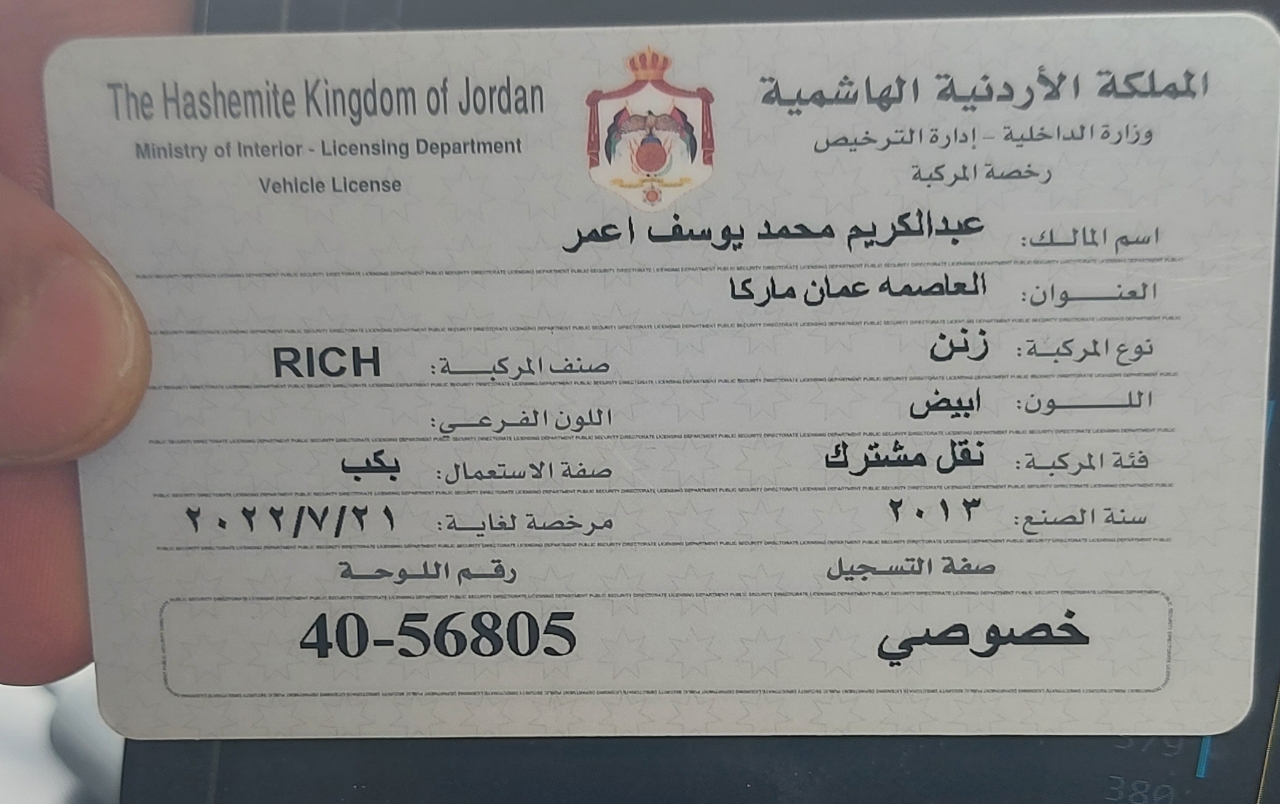 The Hashemite Kingdom of Jordan
Ministry of Interior - Licensing Department
Vehicle License
المملكة الأردنية الهاشمية
وزارة الداخلية - إدارة الترخيص
رخصة المركبة
اسم المالك: عبدالكريم محمد يوسف اعمر
العنوان: العاصمه عمان ماركا
نوع المركبة: زنن صنف المركبة: RICH
اللون: ابيض اللون الفرعي:
فئة المركبة: نقل مشترك صفة الاستعمال: بكب
سنة الصنع: ٢٠١٣ مرخصة لغاية: ٢٠٢٢/٧/٢١
صفة التسجيل رقم اللوحة
خصوصي 40-56805
379
380